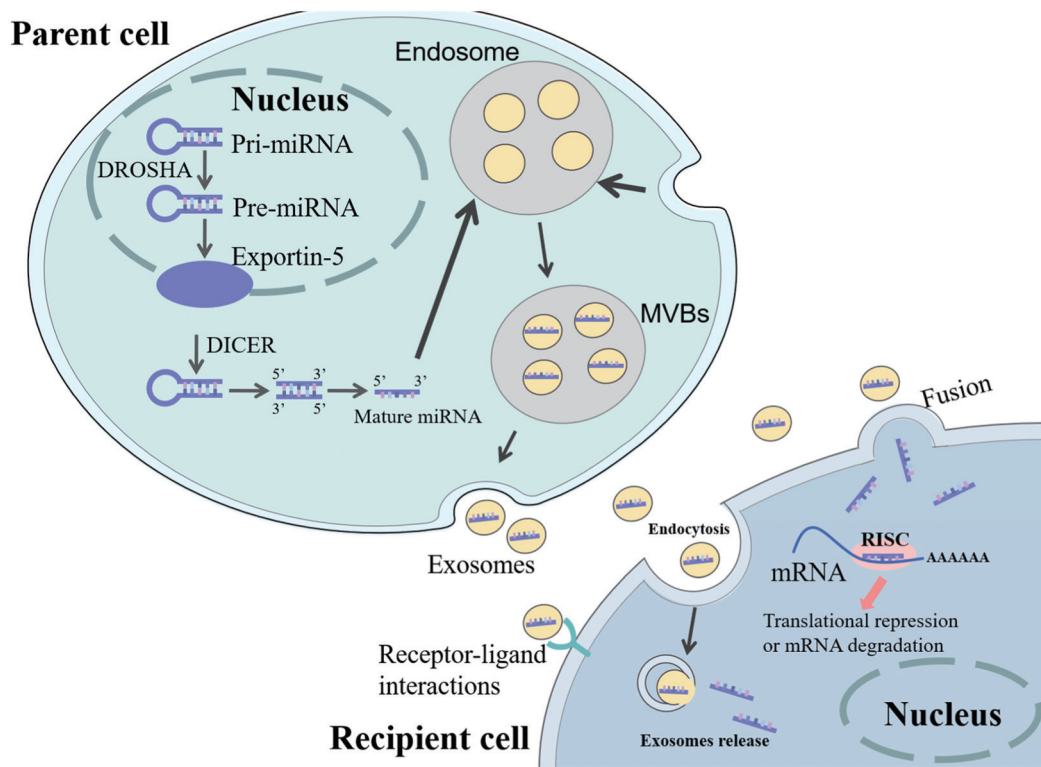 Parent cell
Nucleus
Pri-miRNA
DROSHA
Pre-miRNA
Exportin-5
DICER
5’ 3’
3’ 5’
5’ 3’
Mature miRNA
Endosome
MVBs
Exosomes
Fusion
Endocytosis
RISC
mRNA
AAAAAA
Translational repression
or mRNA degradation
Receptor-ligand
interactions
Recipient cell
Exosomes release
Nucleus